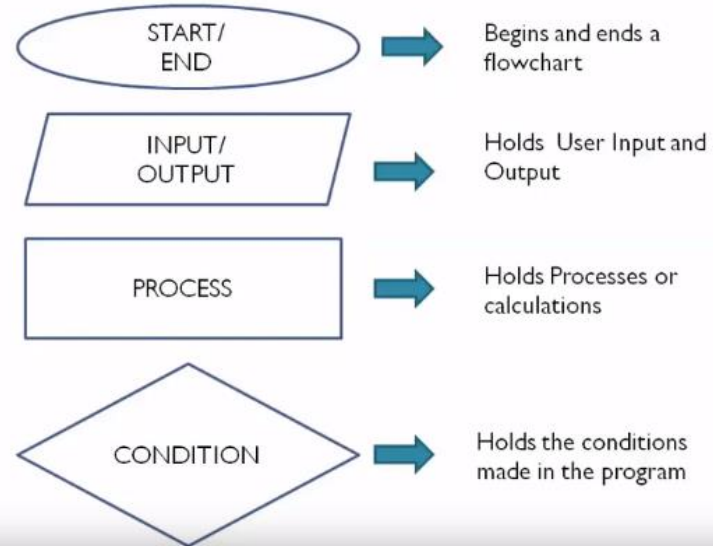 START/
END
Begins and ends a
flowchart
INPUT/
OUTPUT
Holds User Input and
Output
PROCESS
Holds Processes or
calculations
CONDITION
Holds the conditions
made in the program